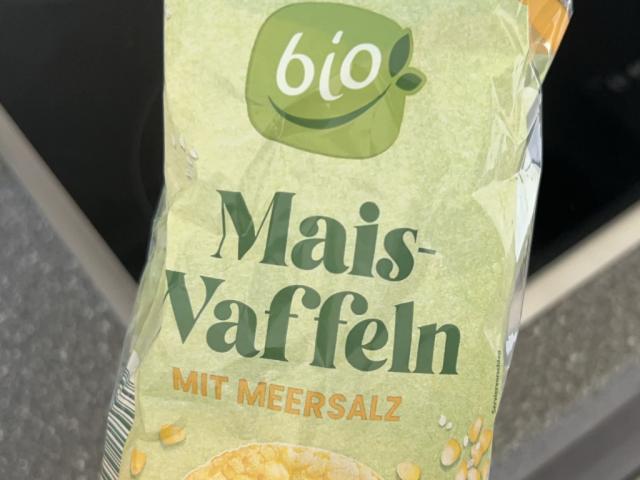 bio
Mais-
Waffeln
MIT MEERSALZ